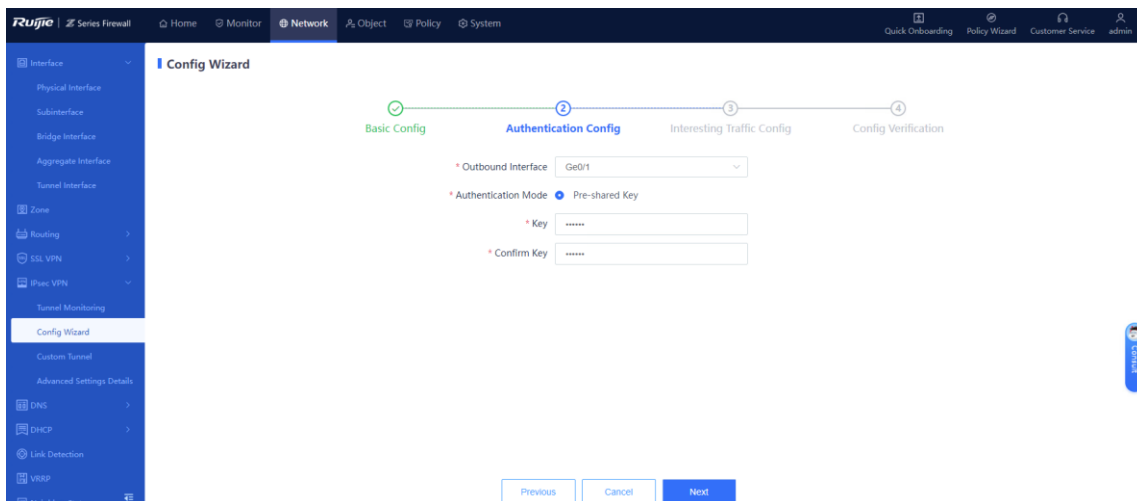 Ruijie | Z Series Firewall
Home
Monitor
Network
Object
Policy
System
Quick Onboarding
Policy Wizard
Customer Service
admin
Interface
Physical Interface
Subinterface
Bridge Interface
Aggregate Interface
Tunnel Interface
Zone
Routing
SSL VPN
IPsec VPN
Tunnel Monitoring
Config Wizard
Custom Tunnel
Advanced Settings Details
DNS
DHCP
Link Detection
VRRP
Config Wizard
2
3
4
Basic Config
Authentication Config
Interesting Traffic Config
Config Verification
* Outbound Interface Ge0/1
* Authentication Mode Pre-shared Key
* Key ••••••
* Confirm Key ••••••
Consult
Previous
Cancel
Next